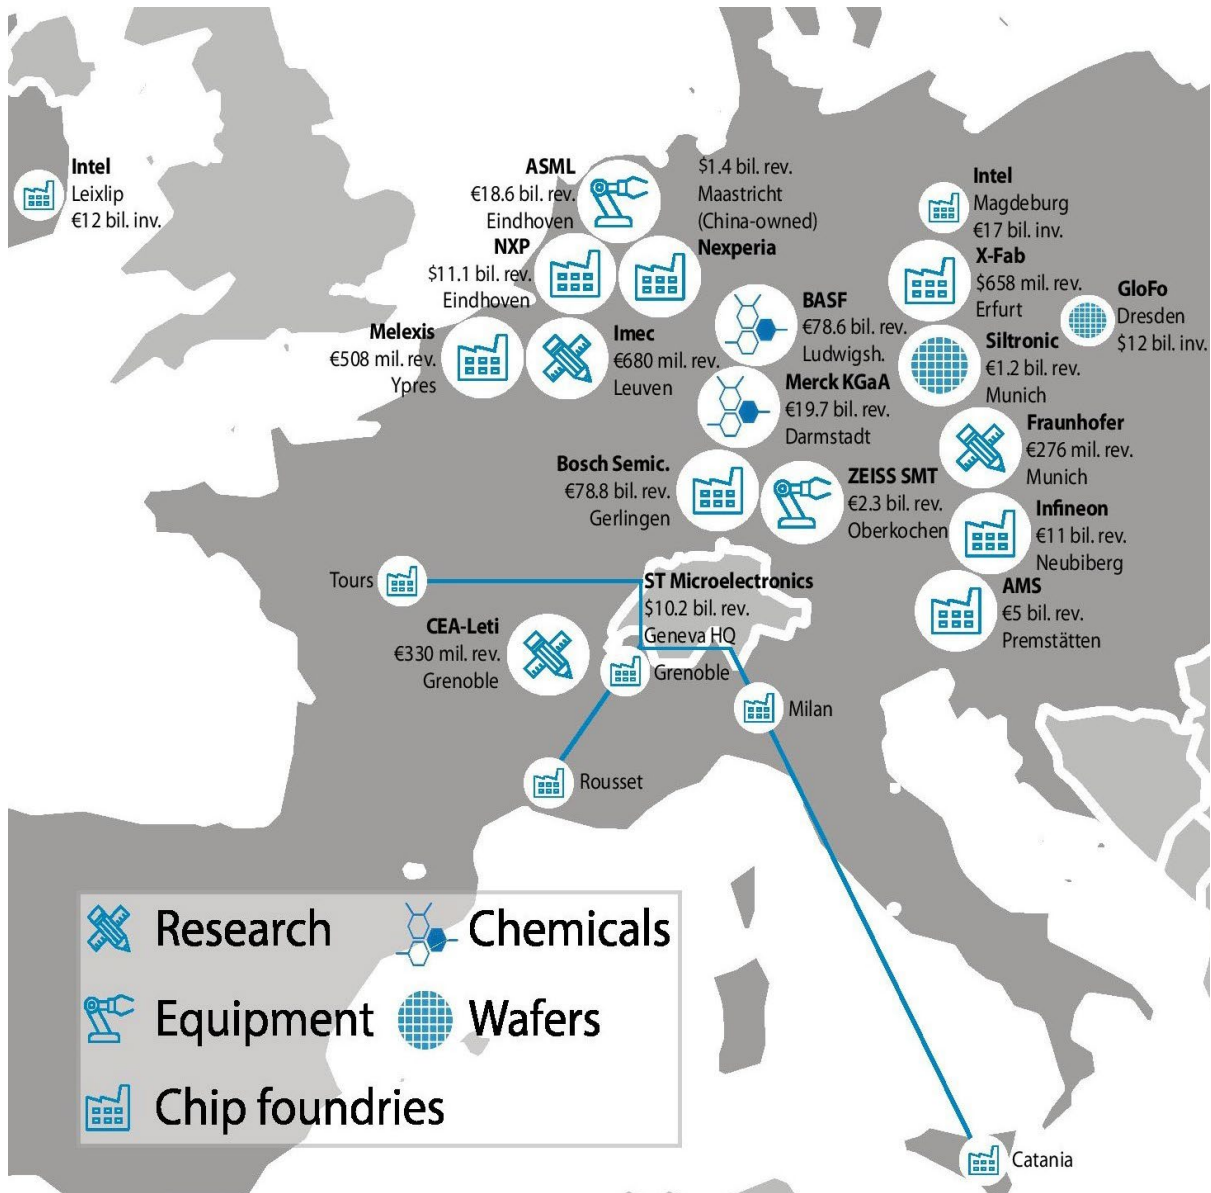 Intel
Leixlip
€12 bil. inv.
ASML
€18.6 bil. rev.
Eindhoven
$1.4 bil. rev.
Maastricht
(China-owned)
Nexperia
NXP
$11.1 bil. rev.
Eindhoven
Intel
Magdeburg
€17 bil. inv.
X-Fab
$658 mil. rev.
Erfurt
GloFo
Dresden
$12 bil. inv.
Melexis
€508 mil. rev.
Ypres
Imec
€680 mil. rev.
Leuven
BASF
€78.6 bil. rev.
Ludwigsh.
Merck KGaA
€19.7 bil. rev.
Darmstadt
Siltronic
€1.2 bil. rev.
Munich
Fraunhofer
€276 mil. rev.
Munich
Bosch Semic.
€78.8 bil. rev.
Gerlingen
ZEISS SMT
€2.3 bil. rev.
Oberkochen
Infineon
€11 bil. rev.
Neubiberg
AMS
€5 bil. rev.
Premstätten
Tours
ST Microelectronics
$10.2 bil. rev.
Geneva HQ
CEA-Leti
€330 mil. rev.
Grenoble
Grenoble
Milan
Rousset
Catania
Research
Chemicals
Equipment
Wafers
Chip foundries